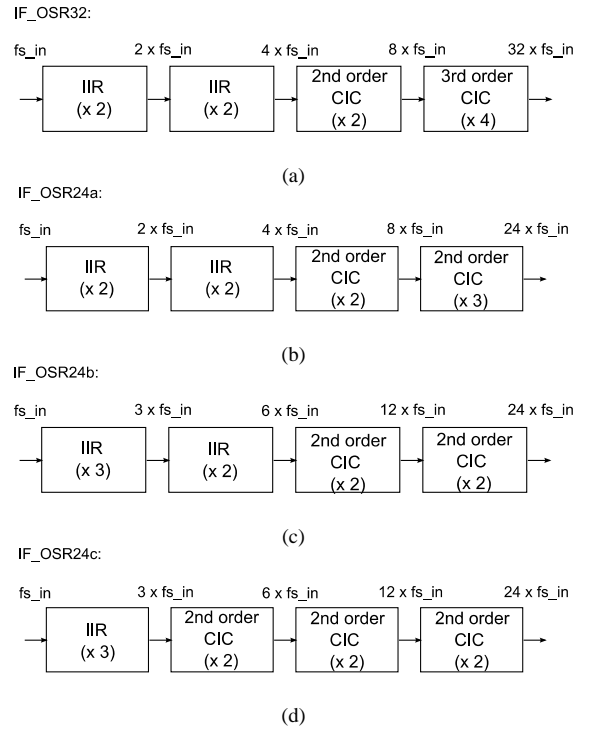 IF_OSR32:
fs_in 2 x fs_in 4 x fs_in 8 x fs_in 32 x fs_in
IIR
(x 2)
IIR
(x 2)
2nd order
CIC
(x 2)
3rd order
CIC
(x 4)
(a)
IF_OSR24a:
fs_in 2 x fs_in 4 x fs_in 8 x fs_in 24 x fs_in
IIR
(x 2)
IIR
(x 2)
2nd order
CIC
(x 2)
2nd order
CIC
(x 3)
(b)
IF_OSR24b:
fs_in 3 x fs_in 6 x fs_in 12 x fs_in 24 x fs_in
IIR
(x 3)
IIR
(x 2)
2nd order
CIC
(x 2)
2nd order
CIC
(x 2)
(c)
IF_OSR24c:
fs_in 3 x fs_in 6 x fs_in 12 x fs_in 24 x fs_in
IIR
(x 3)
2nd order
CIC
(x 2)
2nd order
CIC
(x 2)
2nd order
CIC
(x 2)
(d)